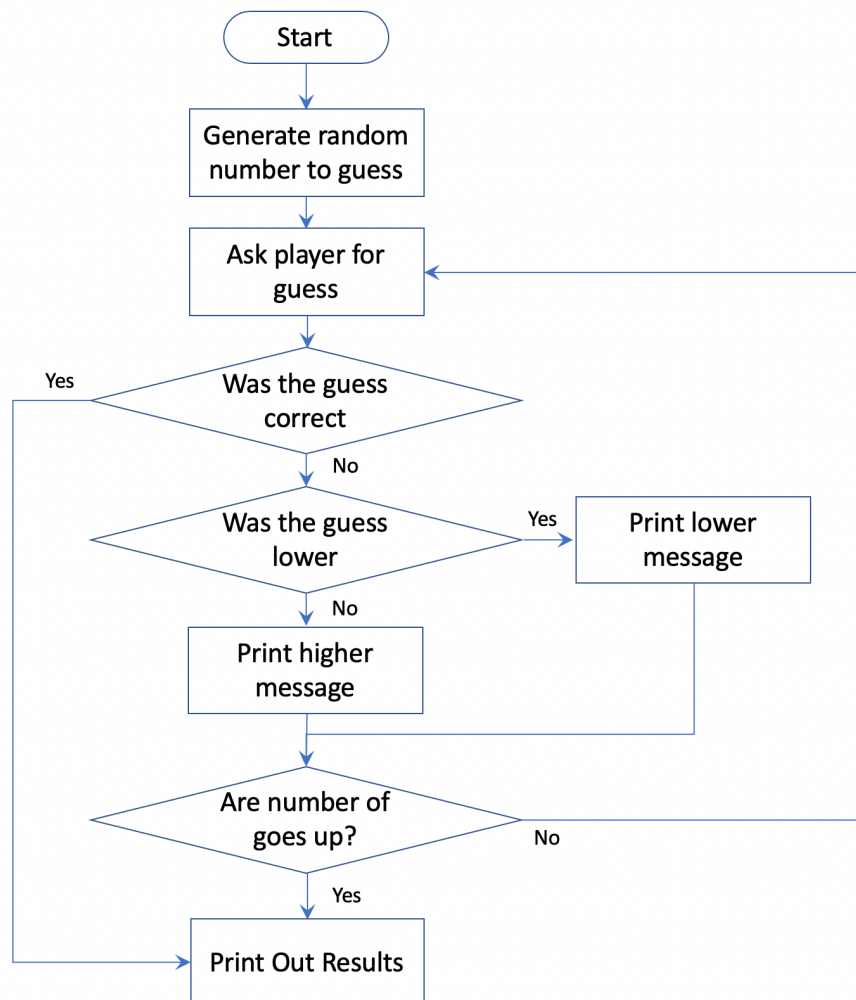 Start
Generate random
number to guess
Ask player for
guess
Yes
Was the guess
correct
No
Was the guess
lower
Yes
Print lower
message
No
Print higher
message
Are number of
goes up?
No
Yes
Print Out Results